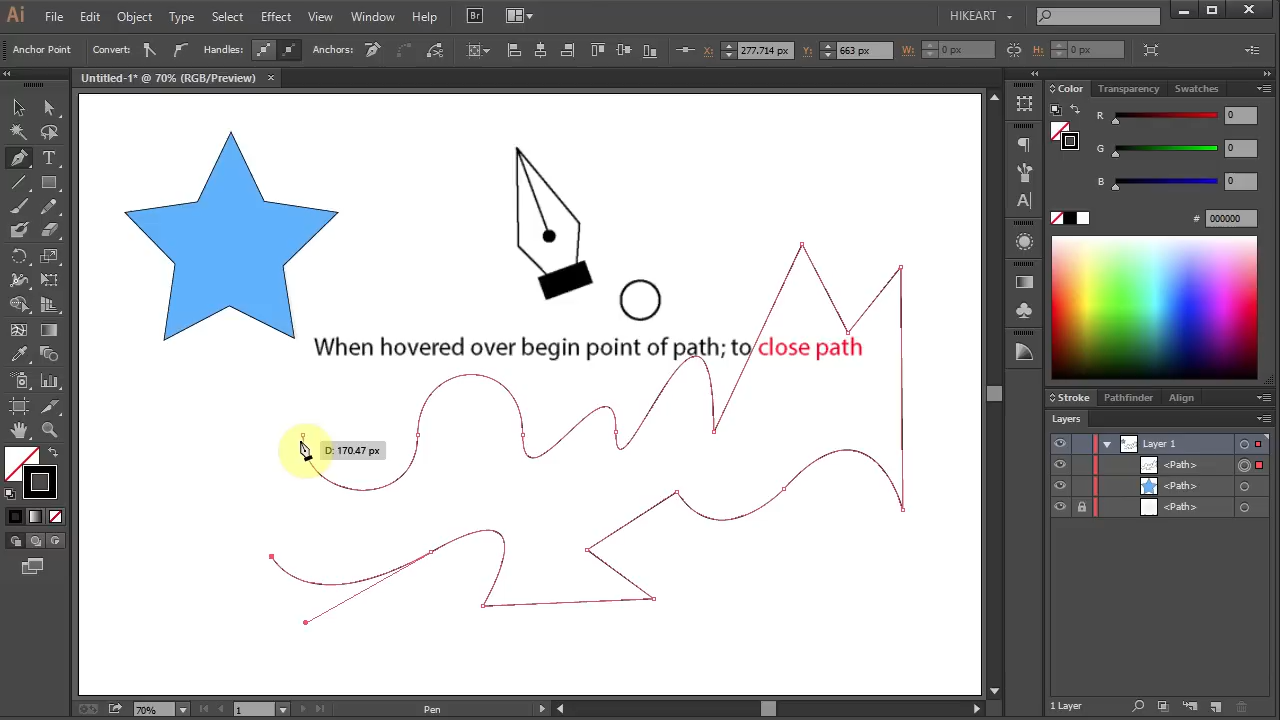 Ai File Edit Object Type Select Effect View Window Help Br HIKEART
Anchor Point Convert: Handles: Anchors: X: 277.714 px Y: 663 px W: 0 px H: 0 px
Untitled-1* @ 70% (RGB/Preview) ×
Color Transparency Swatches
R 0
G 0
B 0
# 000000
When hovered over begin point of path; to close path
D: 170.47 px
Stroke Pathfinder Align
Layers
Layer 1
<Path>
<Path>
<Path>
1 Layer
70% 1 Pen